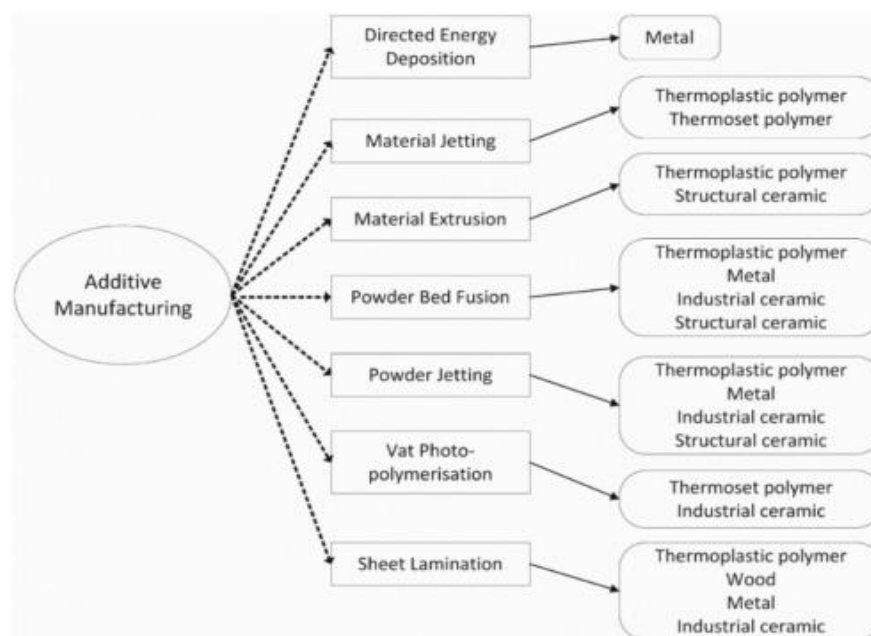 Additive
Manufacturing
Directed Energy
Deposition
Metal
Material Jetting
Thermoplastic polymer
Thermoset polymer
Material Extrusion
Thermoplastic polymer
Structural ceramic
Powder Bed Fusion
Thermoplastic polymer
Metal
Industrial ceramic
Structural ceramic
Powder Jetting
Thermoplastic polymer
Metal
Industrial ceramic
Structural ceramic
Vat Photo-
polymerisation
Thermoset polymer
Industrial ceramic
Sheet Lamination
Thermoplastic polymer
Wood
Metal
Industrial ceramic